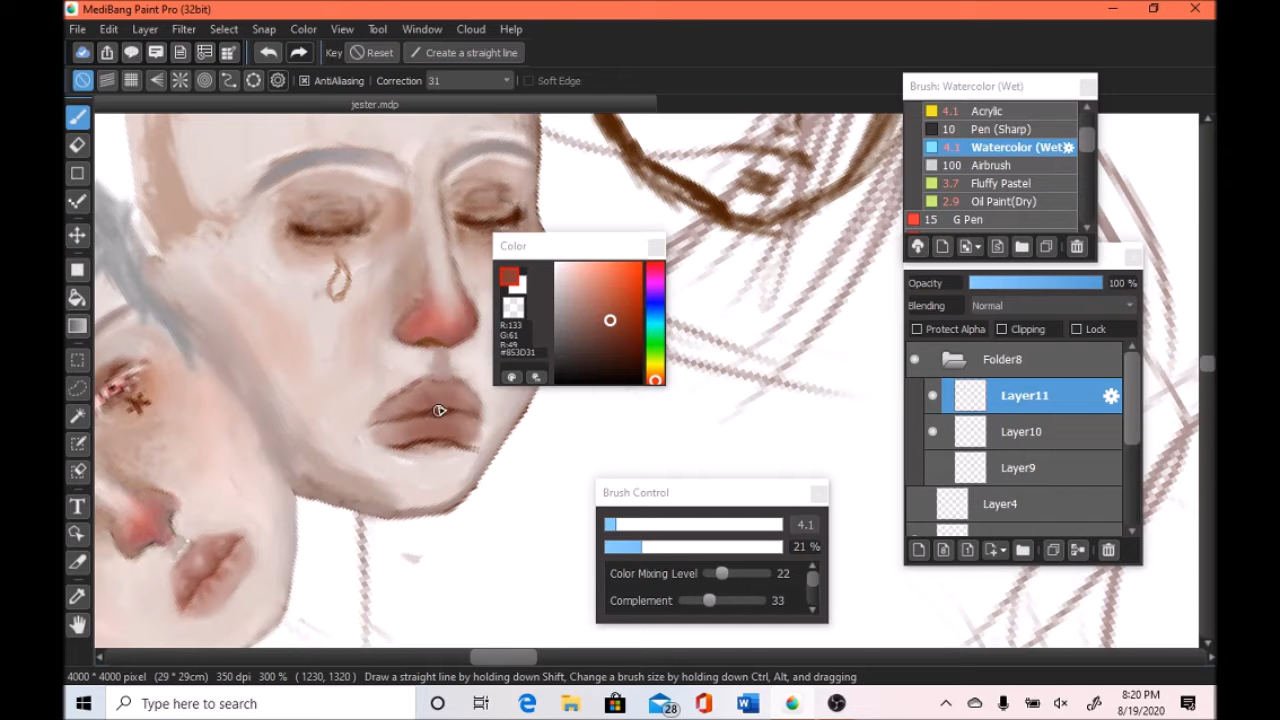 MediBang Paint Pro (32bit)
File Edit Layer Filter Select Snap Color View Tool Window Cloud Help
Key Reset Create a straight line
AntiAliasing Correction 31 Soft Edge
jester.mdp
Brush: Watercolor (Wet)
4.1 Acrylic
10 Pen (Sharp)
4.1 Watercolor (Wet)
100 Airbrush
3.7 Fluffy Pastel
2.9 Oil Paint(Dry)
15 G Pen
Color
R:133
G:61
B:49
#853D31
Opacity 100 %
Blending Normal
Protect Alpha Clipping Lock
Folder8
Layer11
Layer10
Layer9
Layer4
Brush Control
4.1
21 %
Color Mixing Level 22
Complement 33
4000 * 4000 pixel (29 * 29cm) 350 dpi 300 % ( 1230, 1320 ) Draw a straight line by holding down Shift, Change a brush size by holding down Ctrl, Alt, and dragging
Type here to search
28
8:20 PM
8/19/2020